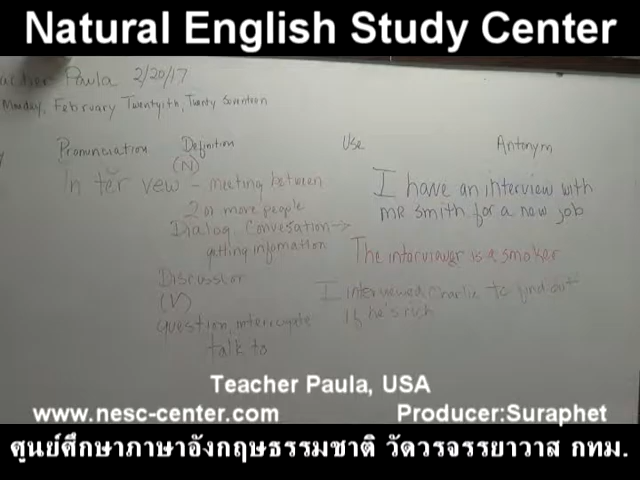 Natural English Study Center
Teacher Paula 2/20/17
Monday, February Twentyith, Twenty Seventeen
Pronunciation Definition Use Antonym
(N)
In ter vew - meeting between
2 or more people
Dialog Convesation →
getting infomation
Discussion
(V)
question, interrogate
talk to
I have an interview with
MR Smith for a new job
The interviewer is a smoker
I interviewed Charlie to find out
if he's rich
Teacher Paula, USA
www.nesc-center.com Producer:Suraphet
ศูนย์ศึกษาภาษาอังกฤษธรรมชาติ วัดวรจรรยาวาส กทม.